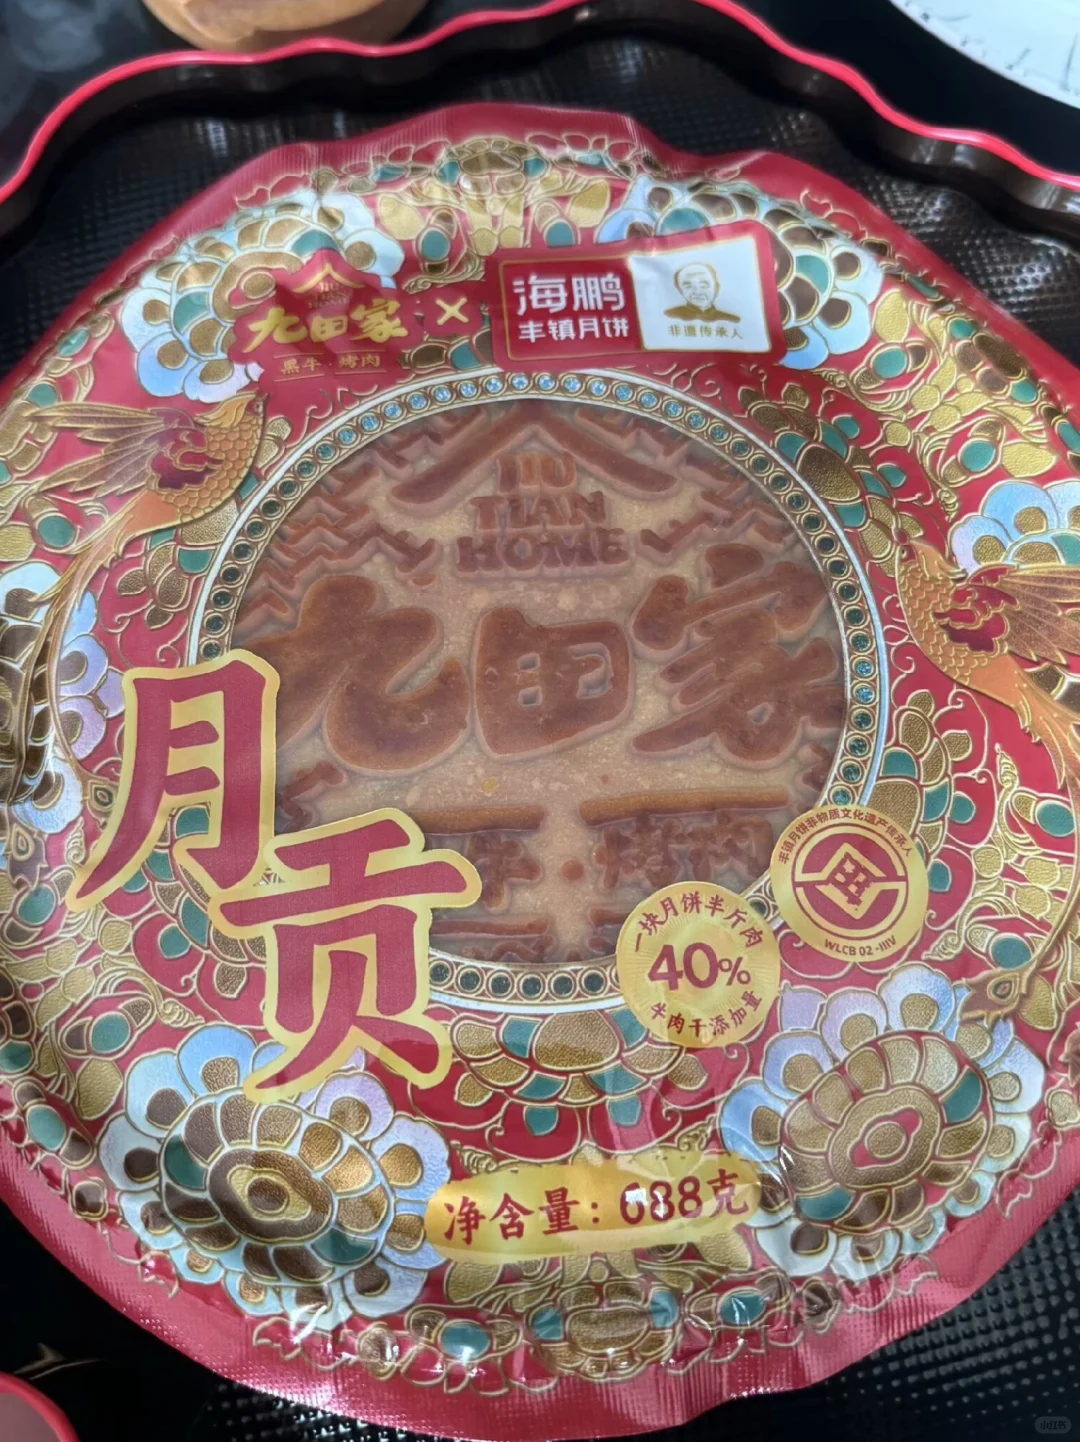 九田家
黑牛·烤肉
×
海鹏
丰镇月饼
非遗传承人
JIU
TIAN
HOME
九田家
牛·烤肉
月贡
丰镇月饼非物质文化遗产传承人
WLCB 02-IIIV
一块月饼半斤肉
40%
牛肉干添加量
净含量：688克
小红书